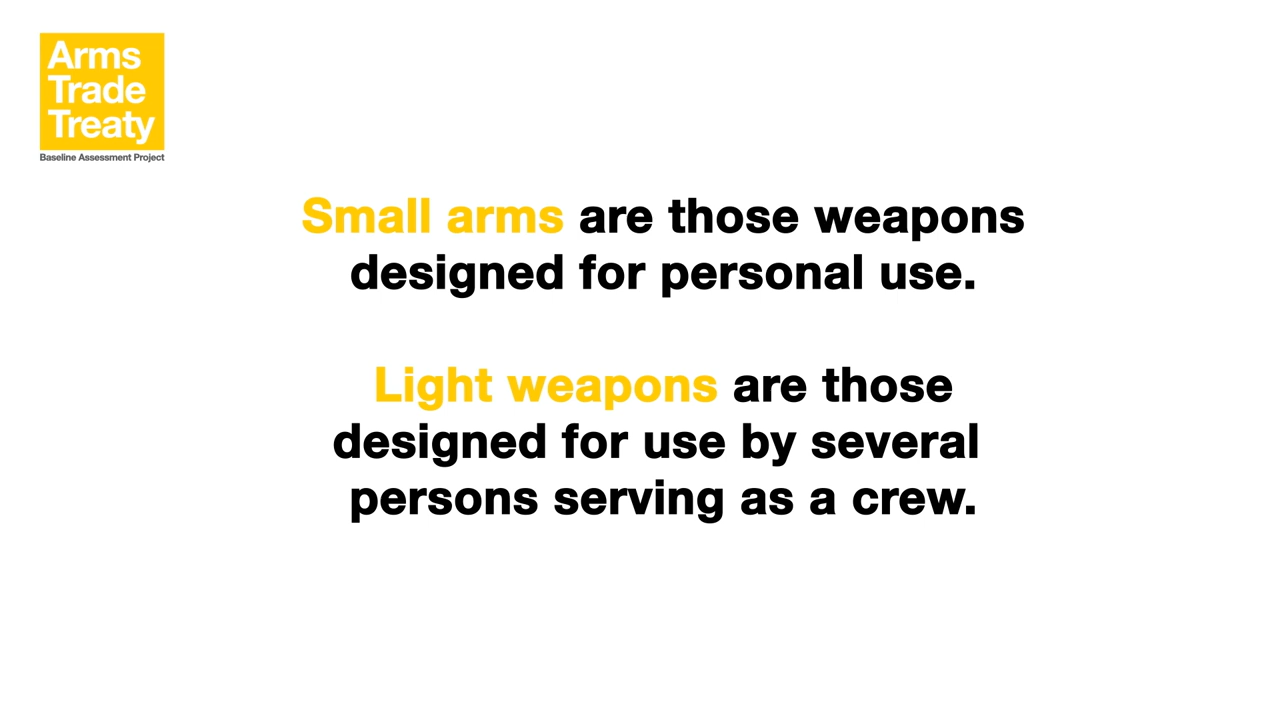 Arms
Trade
Treaty
Baseline Assessment Project
Small arms are those weapons
designed for personal use.
Light weapons are those
designed for use by several
persons serving as a crew.